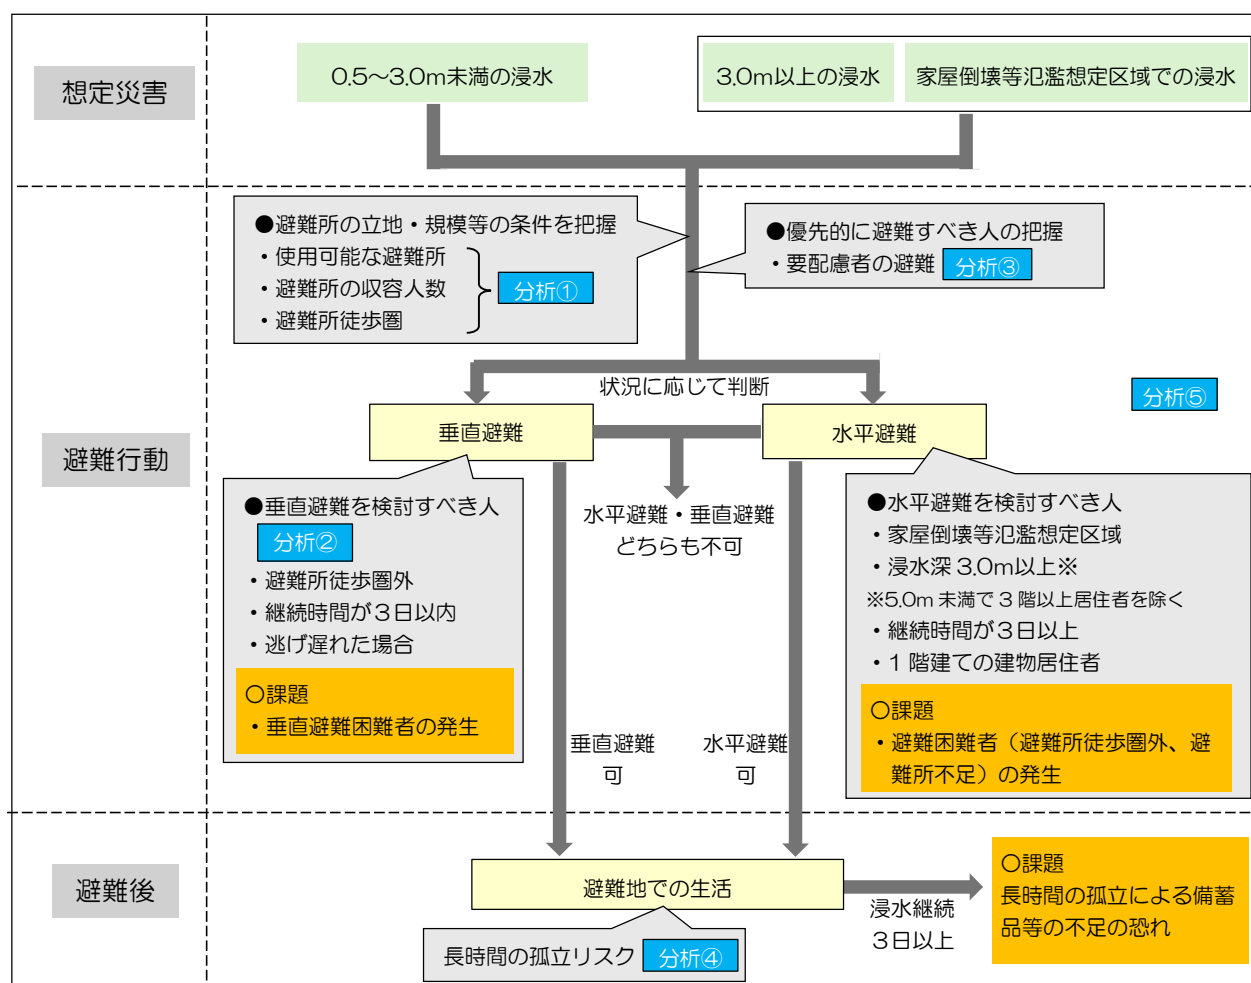 想定災害
0.5～3.0m未満の浸水
3.0m以上の浸水
家屋倒壊等氾濫想定区域での浸水
避難行動
●避難所の立地・規模等の条件を把握
・使用可能な避難所
・避難所の収容人数
・避難所徒歩圏
分析①
●優先的に避難すべき人の把握
・要配慮者の避難 分析③
状況に応じて判断
分析⑤
垂直避難
水平避難
●垂直避難を検討すべき人
分析②
・避難所徒歩圏外
・継続時間が３日以内
・逃げ遅れた場合
〇課題
・垂直避難困難者の発生
水平避難・垂直避難
どちらも不可
●水平避難を検討すべき人
・家屋倒壊等氾濫想定区域
・浸水深 3.0m以上※
※5.0m 未満で 3 階以上居住者を除く
・継続時間が３日以上
・1 階建ての建物居住者
〇課題
・避難困難者（避難所徒歩圏外、避
難所不足）の発生
垂直避難
可
水平避難
可
避難後
避難地での生活
浸水継続
３日以上
〇課題
長時間の孤立による備蓄
品等の不足の恐れ
長時間の孤立リスク 分析④